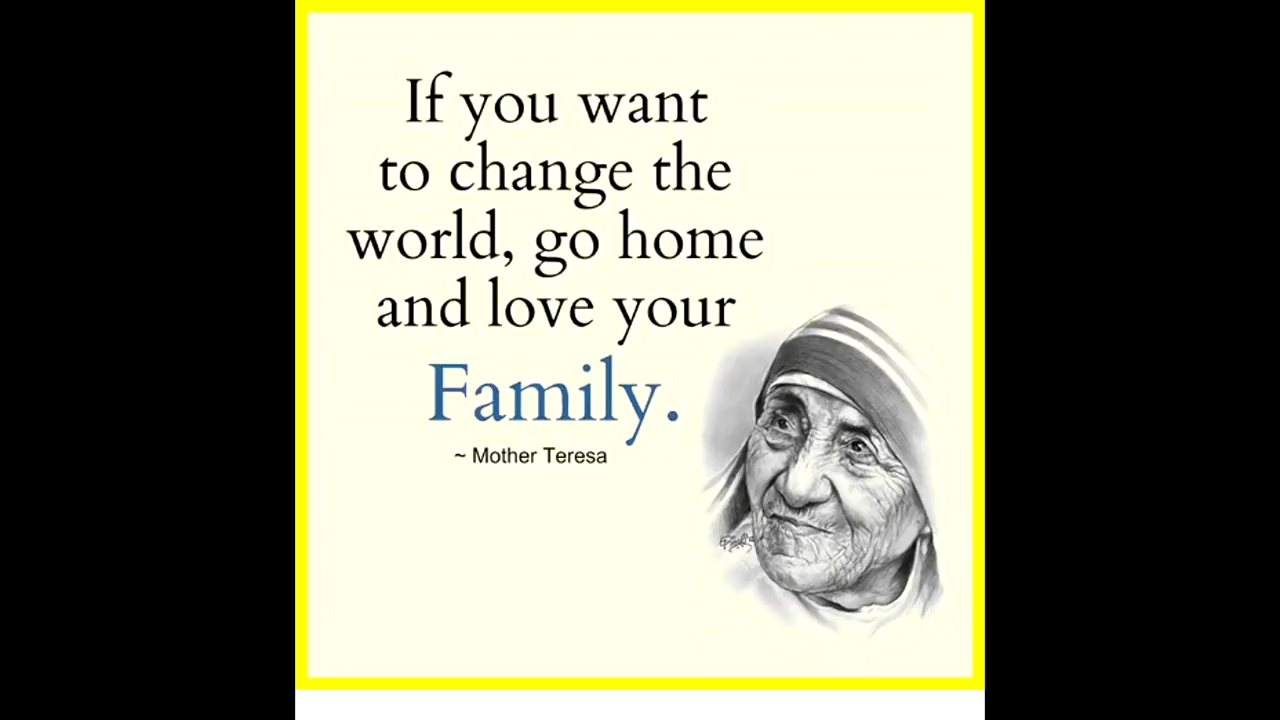 If you want
to change the
world, go home
and love your
Family.
~ Mother Teresa